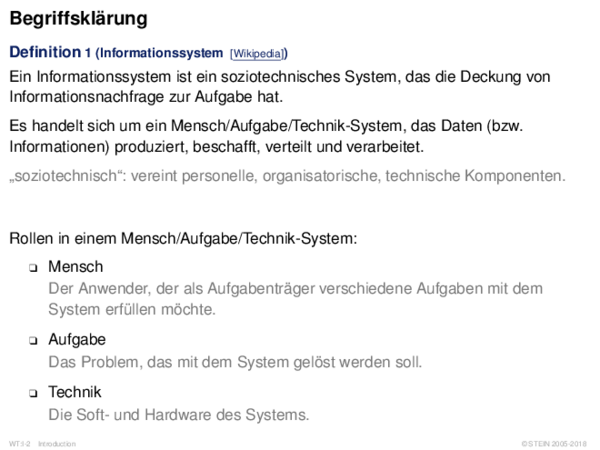 Begriffsklärung
Definition 1 (Informationssystem [Wikipedia])
Ein Informationssystem ist ein soziotechnisches System, das die Deckung von
Informationsnachfrage zur Aufgabe hat.
Es handelt sich um ein Mensch/Aufgabe/Technik-System, das Daten (bzw.
Informationen) produziert, beschafft, verteilt und verarbeitet.
„soziotechnisch“: vereint personelle, organisatorische, technische Komponenten.
Rollen in einem Mensch/Aufgabe/Technik-System:
❑ Mensch
Der Anwender, der als Aufgabenträger verschiedene Aufgaben mit dem
System erfüllen möchte.
❑ Aufgabe
Das Problem, das mit dem System gelöst werden soll.
❑ Technik
Die Soft- und Hardware des Systems.
WT:I-2 Introduction © STEIN 2005-2018